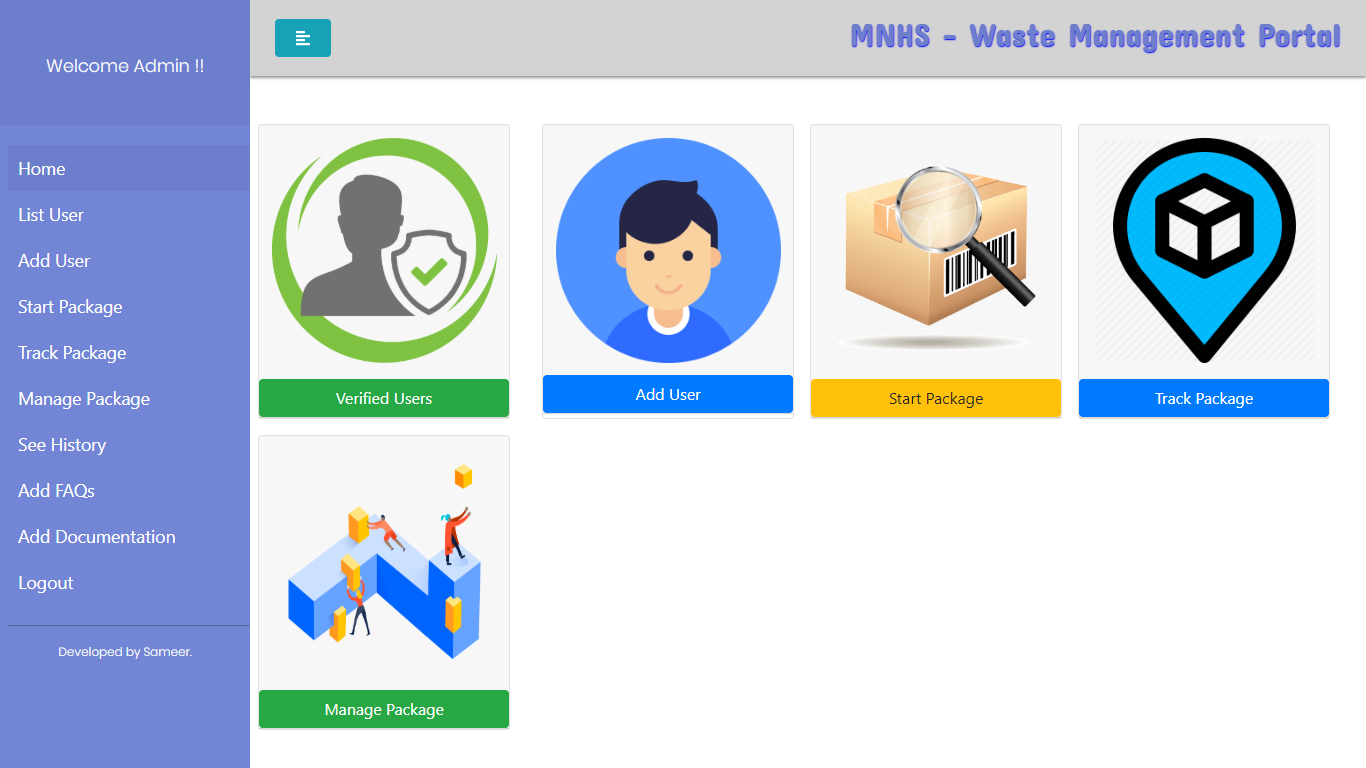 Welcome Admin !!
MNHS - Waste Management Portal
Home
List User
Add User
Start Package
Track Package
Manage Package
See History
Add FAQs
Add Documentation
Logout
Developed by Sameer.
Verified Users
Add User
Start Package
Track Package
Manage Package